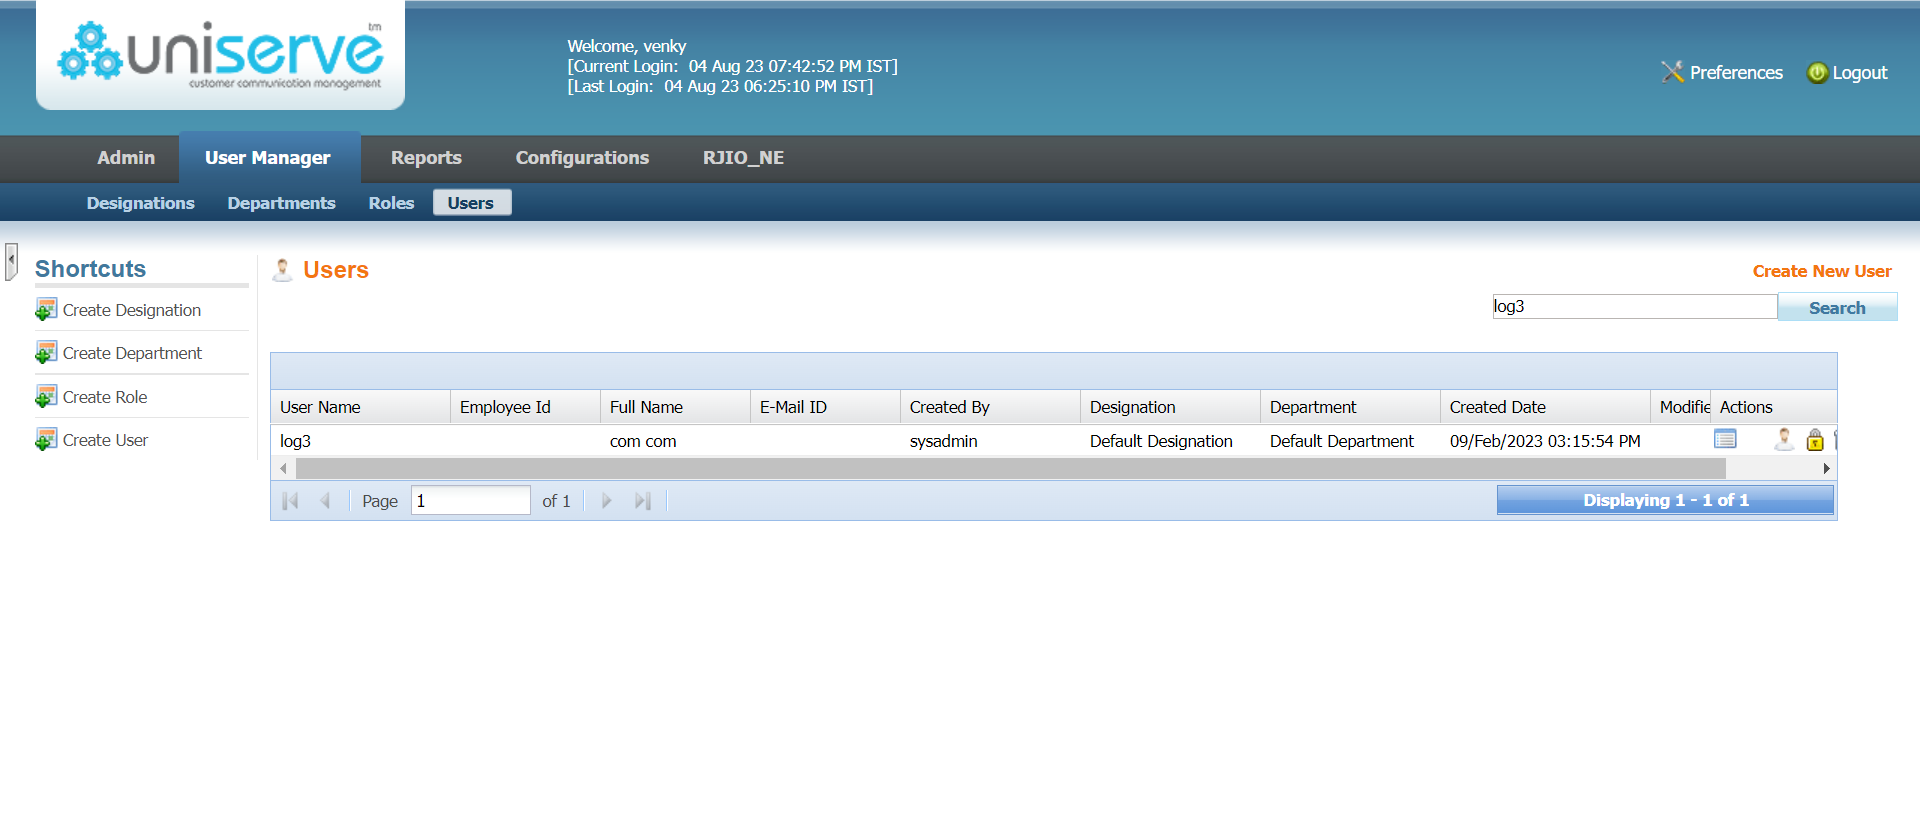 uniserve tm
customer communication management
Welcome, venky
[Current Login: 04 Aug 23 07:42:52 PM IST]
[Last Login: 04 Aug 23 06:25:10 PM IST]
Preferences
Logout
Admin
User Manager
Reports
Configurations
RJIO_NE
Designations
Departments
Roles
Users
Shortcuts
Create Designation
Create Department
Create Role
Create User
Users
Create New User
log3
Search
User Name Employee Id Full Name E-Mail ID Created By Designation Department Created Date Modifie Actions
log3 com com sysadmin Default Designation Default Department 09/Feb/2023 03:15:54 PM
Page 1 of 1
Displaying 1 - 1 of 1